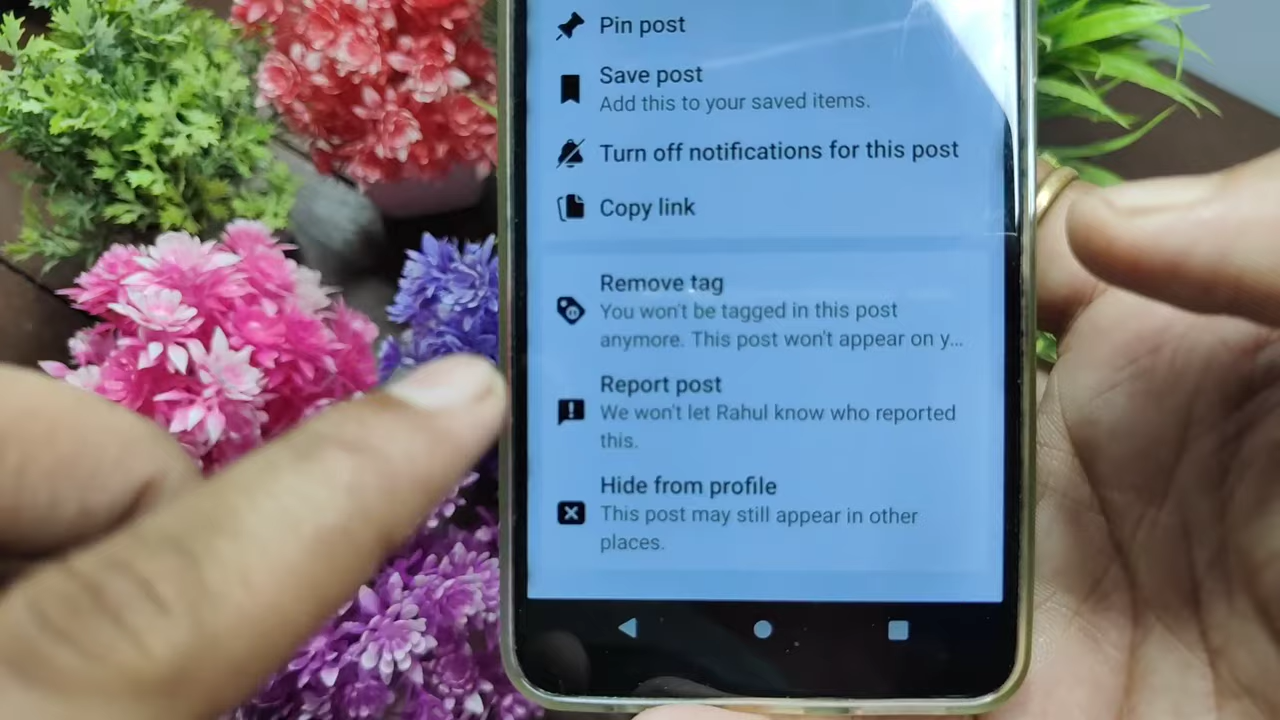 Pin post
Save post
Add this to your saved items.
Turn off notifications for this post
Copy link
Remove tag
You won't be tagged in this post
anymore. This post won't appear on y...
Report post
We won't let Rahul know who reported
this.
Hide from profile
This post may still appear in other
places.